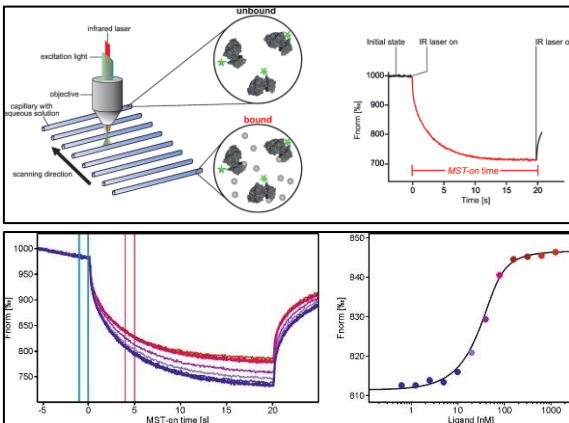 infrared laser
excitation light
objective
capillary with
aqueous solution
scanning direction
unbound
bound
Initial state
IR laser on
IR laser o
Fnorm [‰]
1000
900
800
700
MST-on time
0
5
10
15
20
Time [s]
Fnorm [‰]
1000
950
900
850
800
750
-5
0
5
10
15
20
MST-on time [s]
Fnorm [‰]
850
840
830
820
810
1
10
100
1000
Ligand [nM]